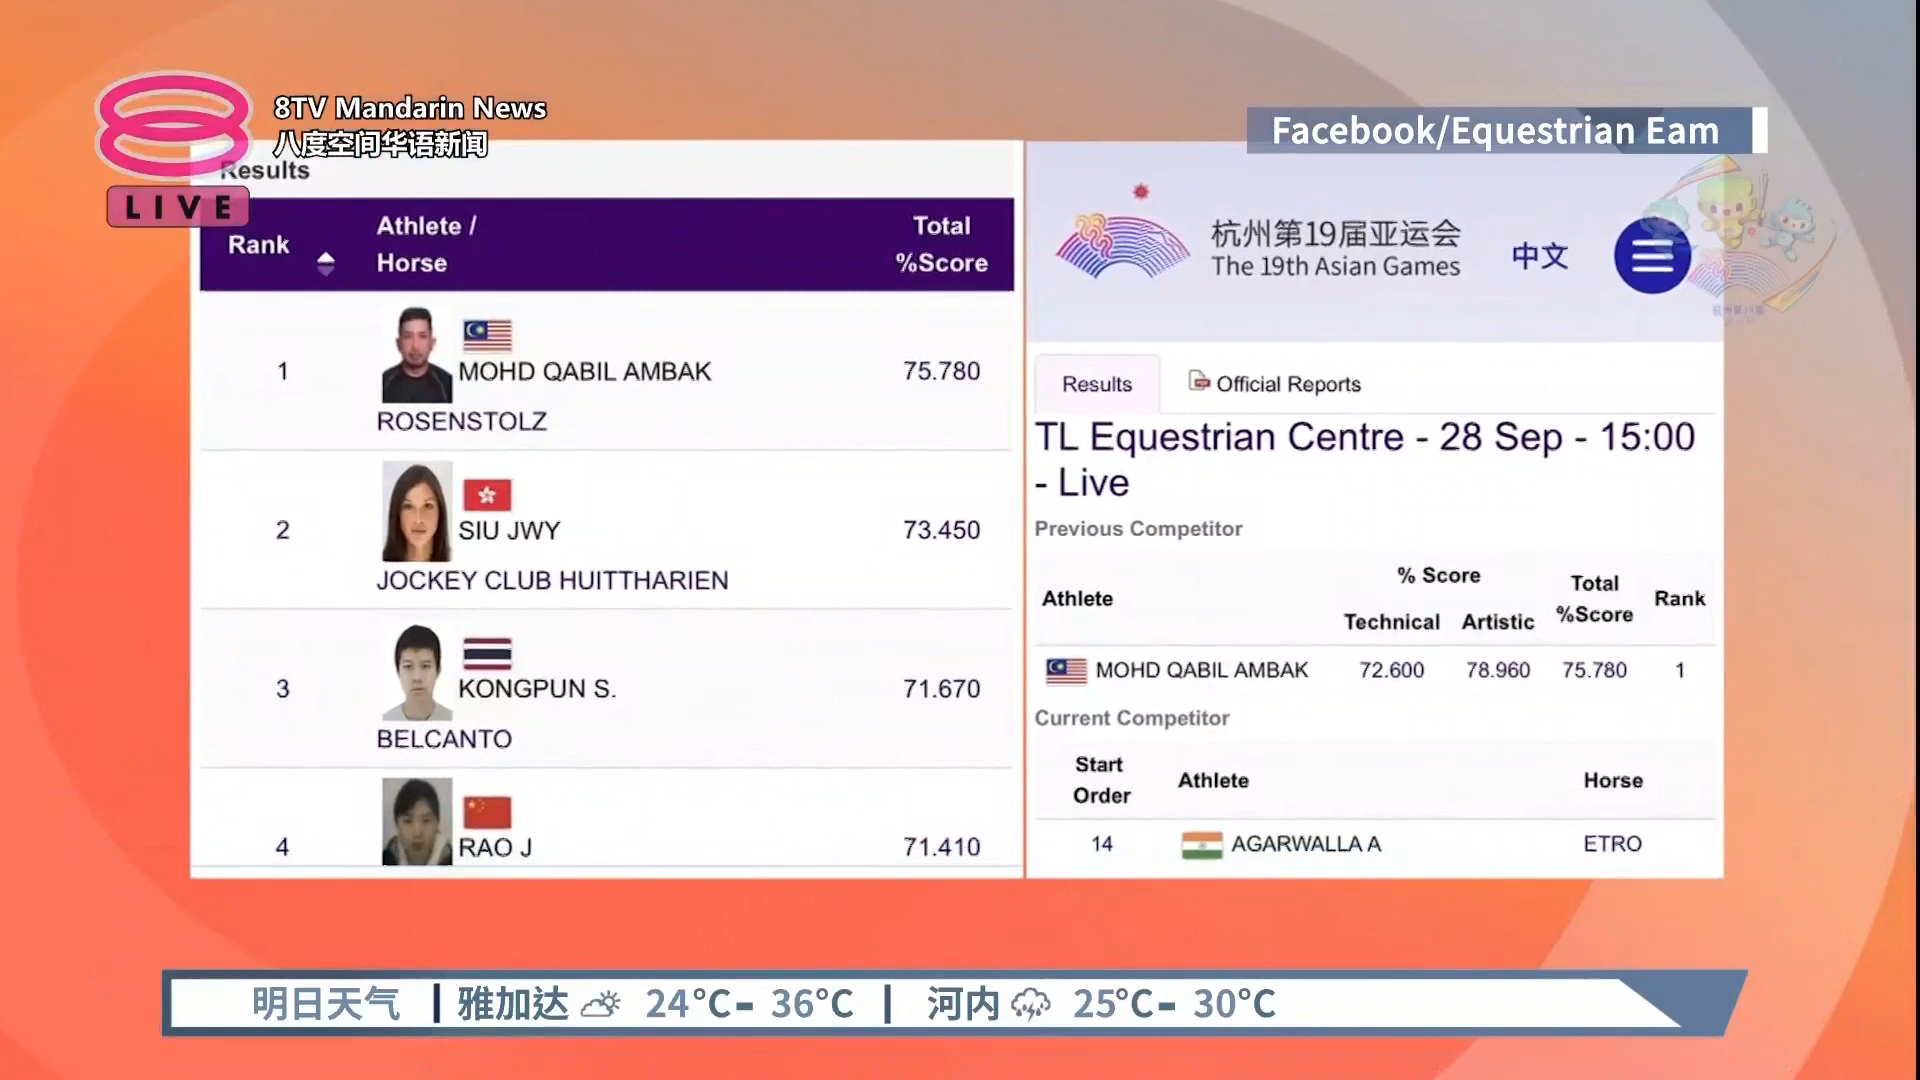 8TV Mandarin News
八度空间华语新闻
LIVE
Facebook/Equestrian Eam
Results
Rank
Athlete /
Horse
Total
%Score
1
MOHD QABIL AMBAK
75.780
ROSENSTOLZ
2
SIU JWY
73.450
JOCKEY CLUB HUITTHARIEN
3
KONGPUN S.
71.670
BELCANTO
4
RAO J
71.410
杭州第19届亚运会
The 19th Asian Games
中文
Results
Official Reports
TL Equestrian Centre - 28 Sep - 15:00
- Live
Previous Competitor
Athlete
% Score
Technical Artistic
Total
%Score
Rank
MOHD QABIL AMBAK 72.600 78.960 75.780 1
Current Competitor
Start
Order
Athlete
Horse
14 AGARWALLA A ETRO
明日天气 | 雅加达 24°C- 36°C | 河内 25°C- 30°C